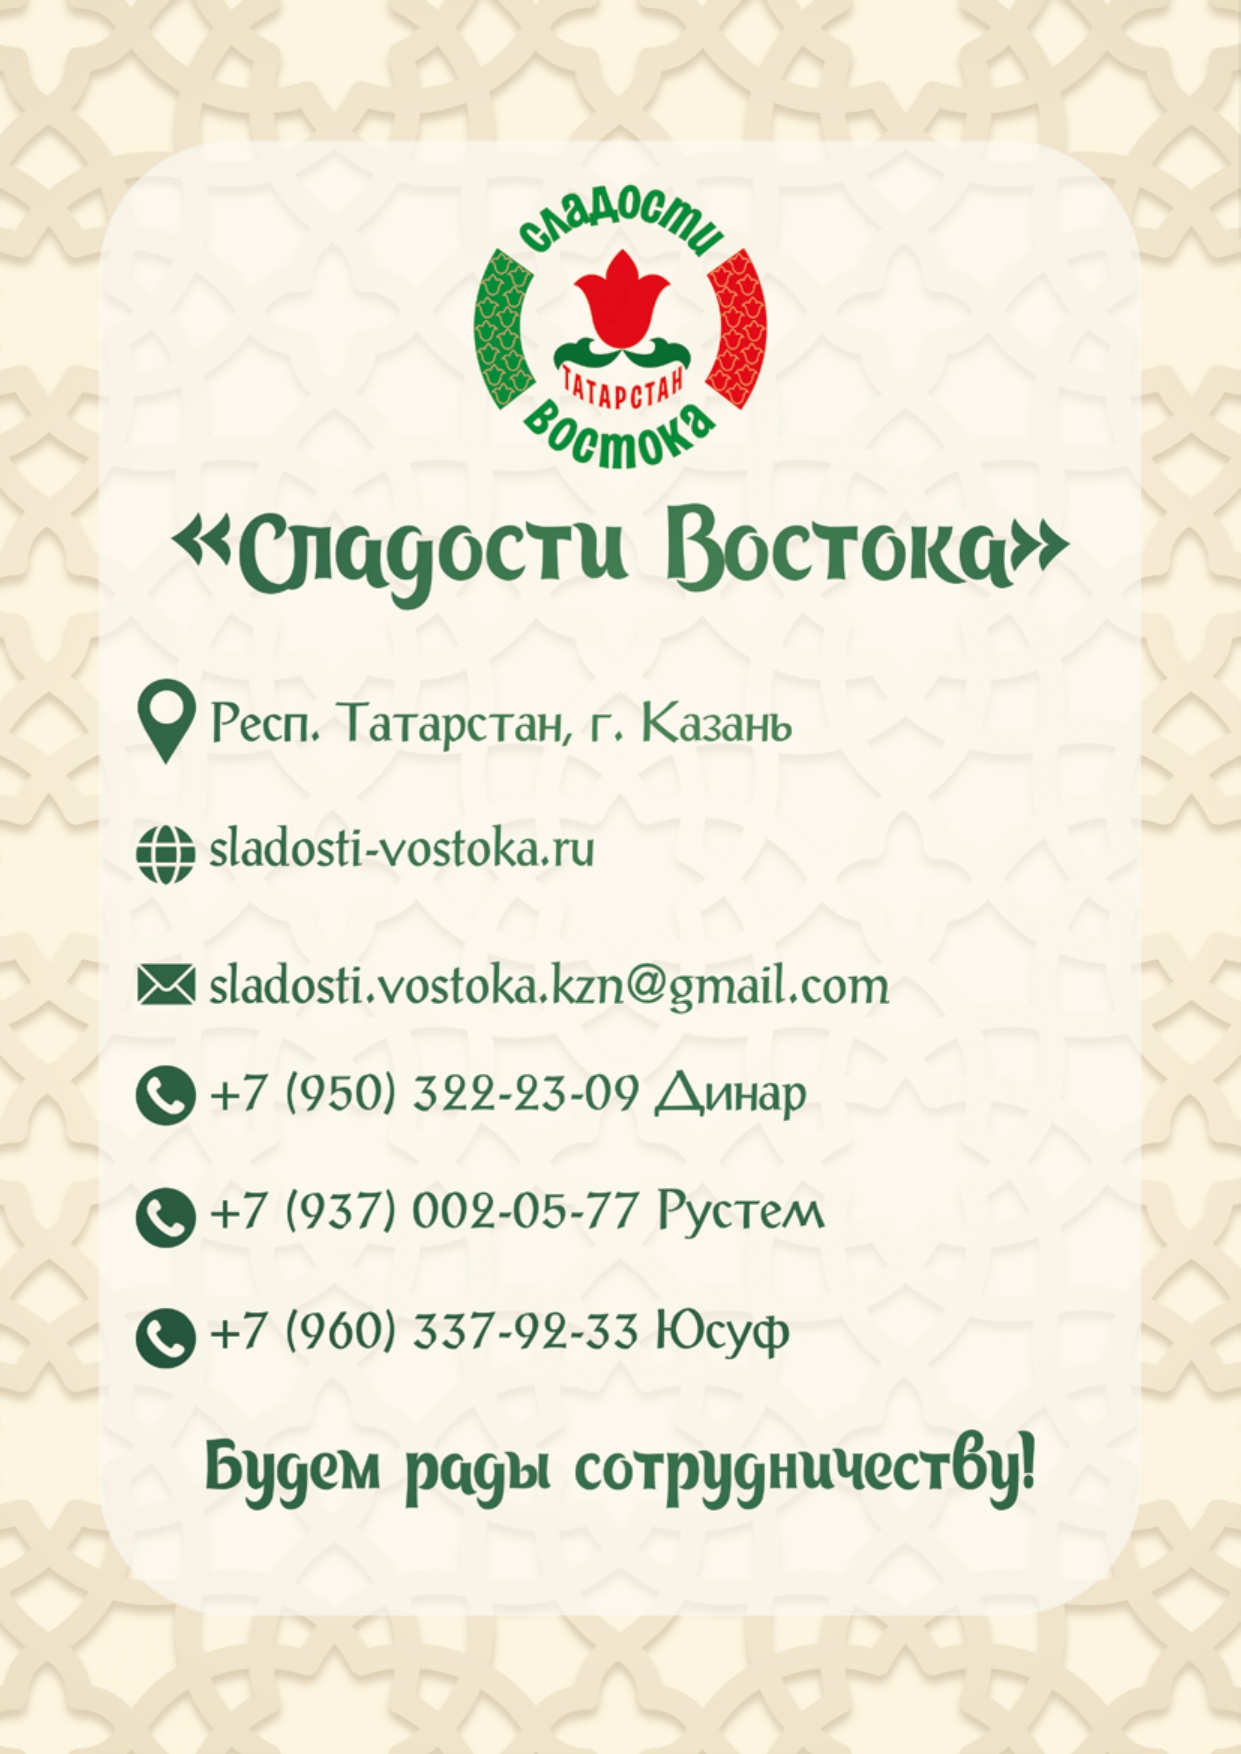 сладости
ТАТАРСТАН
востока
«Сладости Востока»
Респ. Татарстан, г. Казань
sladosti-vostoka.ru
sladosti.vostoka.kzn@gmail.com
+7 (950) 322-23-09 Динар
+7 (937) 002-05-77 Рустем
+7 (960) 337-92-33 Юсуф
Будем рады сотрудничеству!